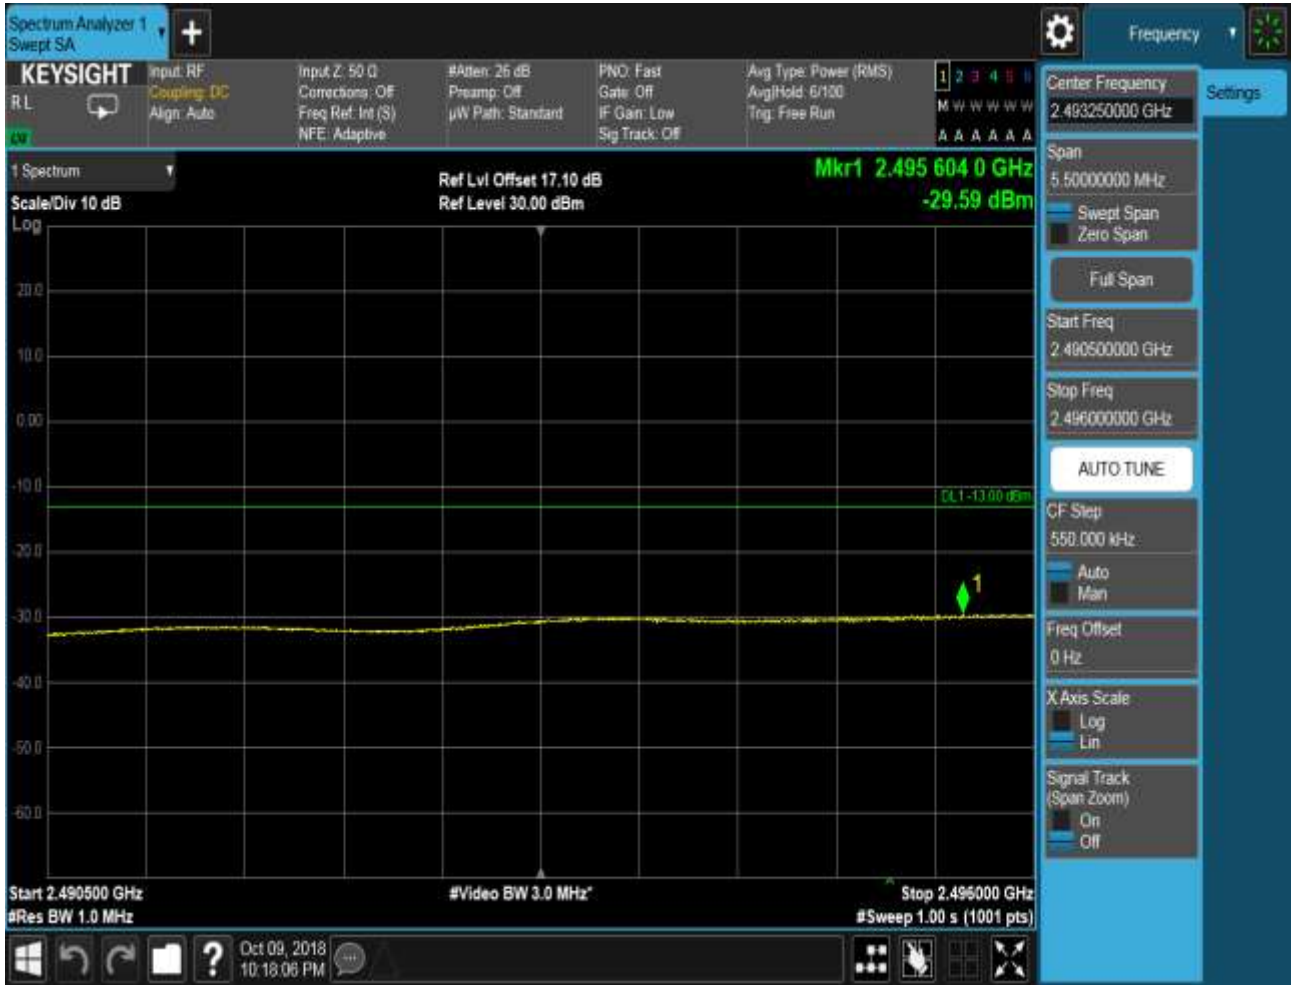 Spectrum Analyzer 1
Swept SA
Frequency
KEYSIGHT
R L
Input: RF
Coupling: DC
Align: Auto
Input Z: 50 Ω
Corrections: Off
Freq Ref: Int (S)
NFE: Adaptive
#Atten: 26 dB
Preamp: Off
µW Path: Standard
PNO: Fast
Gate: Off
IF Gain: Low
Sig Track: Off
Avg Type: Power (RMS)
Avg|Hold: 6/100
Trig: Free Run
1 2 3 4 5 6
M W W W W W
A A A A A A
1 Spectrum
Scale/Div 10 dB
Log
Ref Lvl Offset 17.10 dB
Ref Level 30.00 dBm
Mkr1 2.495 604 0 GHz
-29.59 dBm
20.0
10.0
0.00
-10.0
-20.0
-30.0
-40.0
-50.0
-60.0
DL1 -13.00 dBm
1
Start 2.490500 GHz
#Res BW 1.0 MHz
#Video BW 3.0 MHz*
Stop 2.496000 GHz
#Sweep 1.00 s (1001 pts)
Oct 09, 2018
10:18:06 PM
Center Frequency
2.493250000 GHz
Settings
Span
5.50000000 MHz
Swept Span
Zero Span
Full Span
Start Freq
2.490500000 GHz
Stop Freq
2.496000000 GHz
AUTO TUNE
CF Step
550.000 kHz
Auto
Man
Freq Offset
0 Hz
X Axis Scale
Log
Lin
Signal Track
(Span Zoom)
On
Off